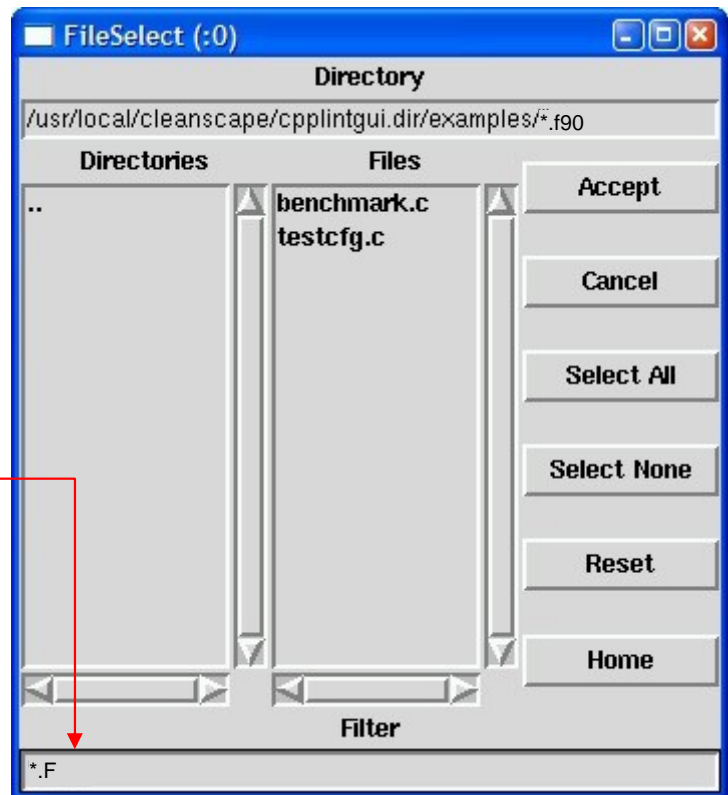 FileSelect (:0)
Directory
/usr/local/cleanscape/cpplintgui.dir/examples/*.f90
Directories
Files
..
benchmark.c
testcfg.c
Accept
Cancel
Select All
Select None
Reset
Home
Filter
*.F